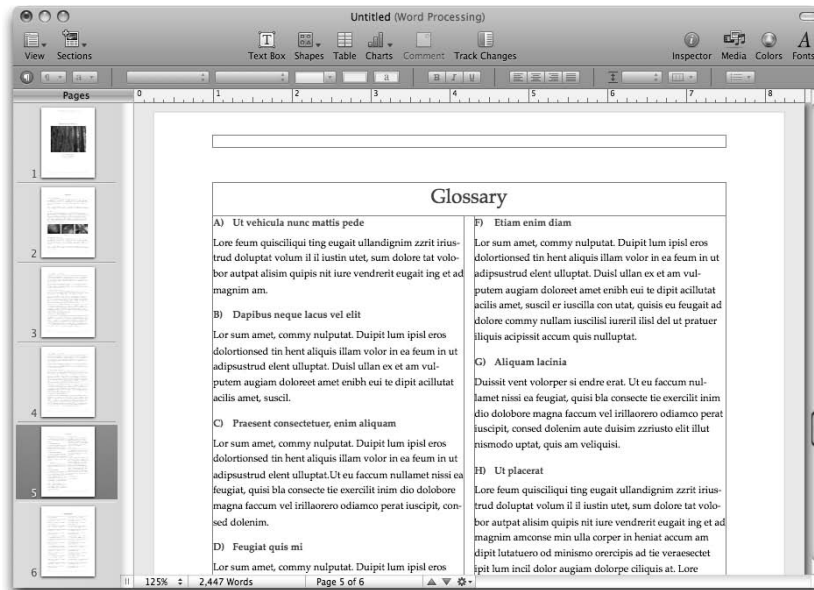 Untitled (Word Processing)
View Sections Text Box Shapes Table Charts Comment Track Changes Inspector Media Colors Fonts
a B I U
Pages 0 1 2 3 4 5 6 7 8
1
2
3
4
5
6
Glossary
A) Ut vehicula nunc mattis pede
Lore feum quisciliqui ting eugait ullandignim zzrit irius-
trud doluptat volum il il iustin utet, sum dolore tat volo-
bor autpat alisim quipis nit iure vendrerit eugait ing et ad
magnim am.
B) Dapibus neque lacus vel elit
Lor sum amet, commy nulputat. Duipit lum ipisl eros
dolortionsed tin hent aliquis illam volor in ea feum in ut
adipsustrud elent ulluptat. Duisl ullan ex et am vul-
putem augiam doloreet amet enibh eui te dipit acillutat
acilis amet, suscil.
C) Praesent consectetuer, enim aliquam
Lor sum amet, commy nulputat. Duipit lum ipisl eros
dolortionsed tin hent aliquis illam volor in ea feum in ut
adipsustrud elent ulluptat.Ut eu faccum nullamet nissi ea
feugiat, quisi bla consecte tie exercilit inim dio dolobore
magna faccum vel irillaorero odiamco perat iuscipit, con-
sed dolenim.
D) Feugiat quis mi
Lor sum amet, commy nulputat. Duipit lum ipisl eros
F) Etiam enim diam
Lor sum amet, commy nulputat. Duipit lum ipisl eros
dolortionsed tin hent aliquis illam volor in ea feum in ut
adipsustrud elent ulluptat. Duisl ullan ex et am vul-
putem augiam doloreet amet enibh eui te dipit acillutat
acilis amet, suscil er iuscilla con utat, quisis eu feugait ad
dolore commy nullam iuscilisl iureril ilisl del ut pratuer
iliquis acipissit accum quis nulluptat.
G) Aliquam lacinia
Duissit vent volorper si endre erat. Ut eu faccum nul-
lamet nissi ea feugiat, quisi bla consecte tie exercilit inim
dio dolobore magna faccum vel irillaorero odiamco perat
iuscipit, consed dolenim aute duisim zzriusto elit illut
nismodo uptat, quis am veliquisi.
H) Ut placerat
Lore feum quisciliqui ting eugait ullandignim zzrit irius-
trud doluptat volum il il iustin utet, sum dolore tat volo-
bor autpat alisim quipis nit iure vendrerit eugait ing et ad
magnim amconse min ulla corper in heniat accum am
dipit lutatuero od minismo orercipis ad tie veraesectet
ipit lum incil dolor augiam dolorpe ciliquis at. Lore
125% 2,447 Words Page 5 of 6